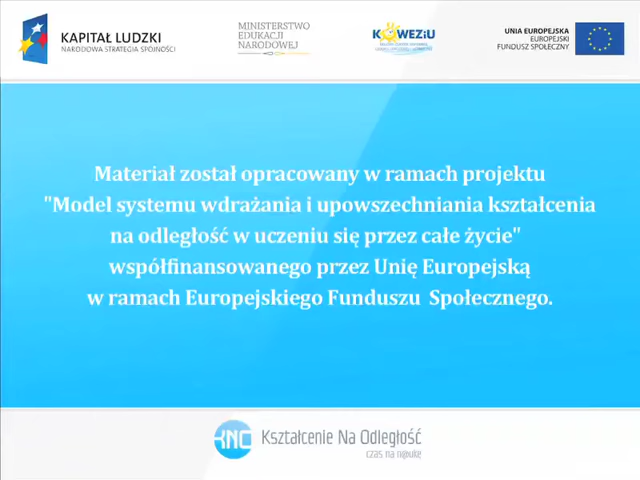 KAPITAŁ LUDZKI
NARODOWA STRATEGIA SPÓJNOŚCI
MINISTERSTWO
EDUKACJI
NARODOWEJ
KOWEZiU
UNIA EUROPEJSKA
EUROPEJSKI
FUNDUSZ SPOŁECZNY
Materiał został opracowany w ramach projektu
"Model systemu wdrażania i upowszechniania kształcenia
na odległość w uczeniu się przez całe życie"
współfinansowanego przez Unię Europejską
w ramach Europejskiego Funduszu Społecznego.
KNO Kształcenie Na Odległość
czas na naukę